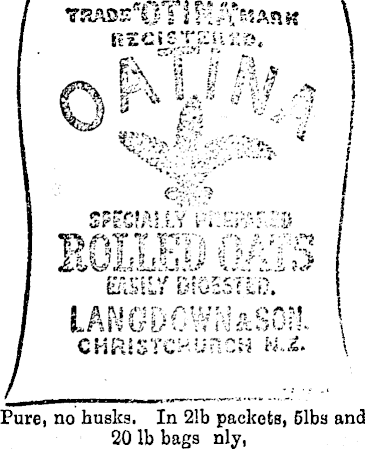 TRADE "OTINA" MARK
REGISTERED.
OATINA
SPECIALLY PREPARED
ROLLED OATS
EASILY DIGESTED.
LANGDOWN & SON.
CHRISTCHURCH N.Z.
Pure, no husks. In 2lb packets, 5lbs and
20 lb bags nly,